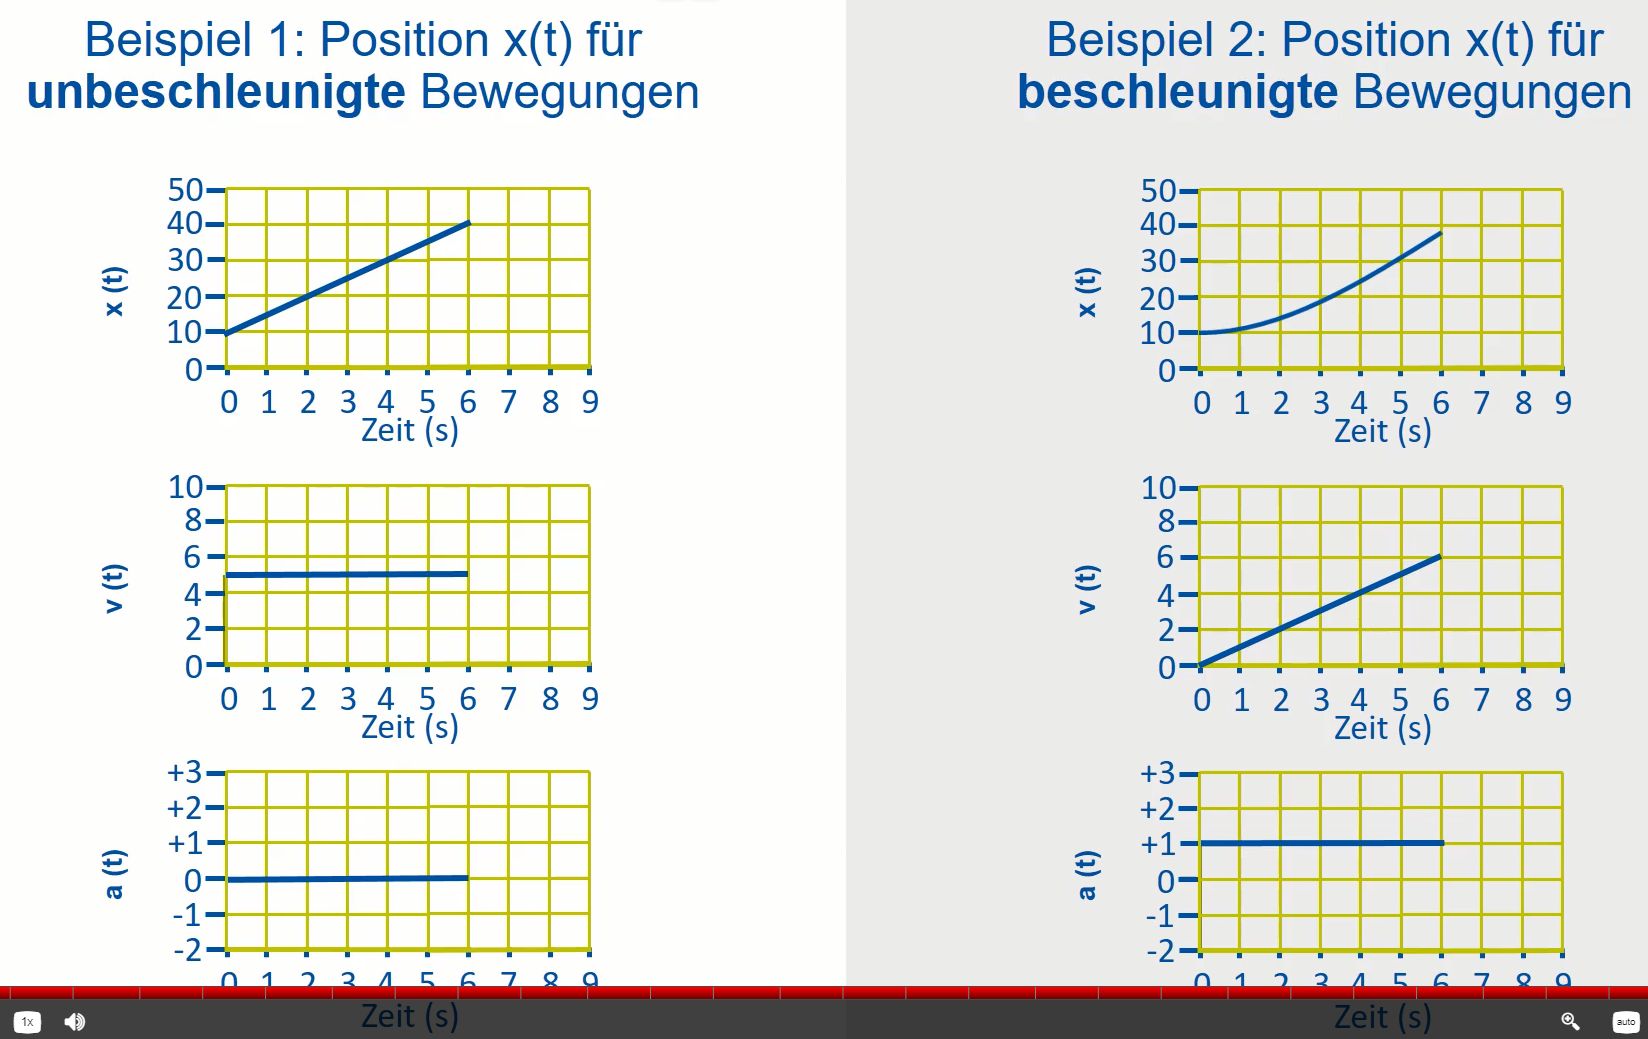 Beispiel 1: Position x(t) für
unbeschleunigte Bewegungen
50
40
30
20
10
0
x (t)
0 1 2 3 4 5 6 7 8 9
Zeit (s)
10
8
6
4
2
0
v (t)
0 1 2 3 4 5 6 7 8 9
Zeit (s)
+3
+2
+1
0
-1
-2
a (t)
0 1 2 3 4 5 6 7 8 9
Zeit (s)
Beispiel 2: Position x(t) für
beschleunigte Bewegungen
50
40
30
20
10
0
x (t)
0 1 2 3 4 5 6 7 8 9
Zeit (s)
10
8
6
4
2
0
v (t)
0 1 2 3 4 5 6 7 8 9
Zeit (s)
+3
+2
+1
0
-1
-2
a (t)
0 1 2 3 4 5 6 7 8 9
Zeit (s)
1x
auto